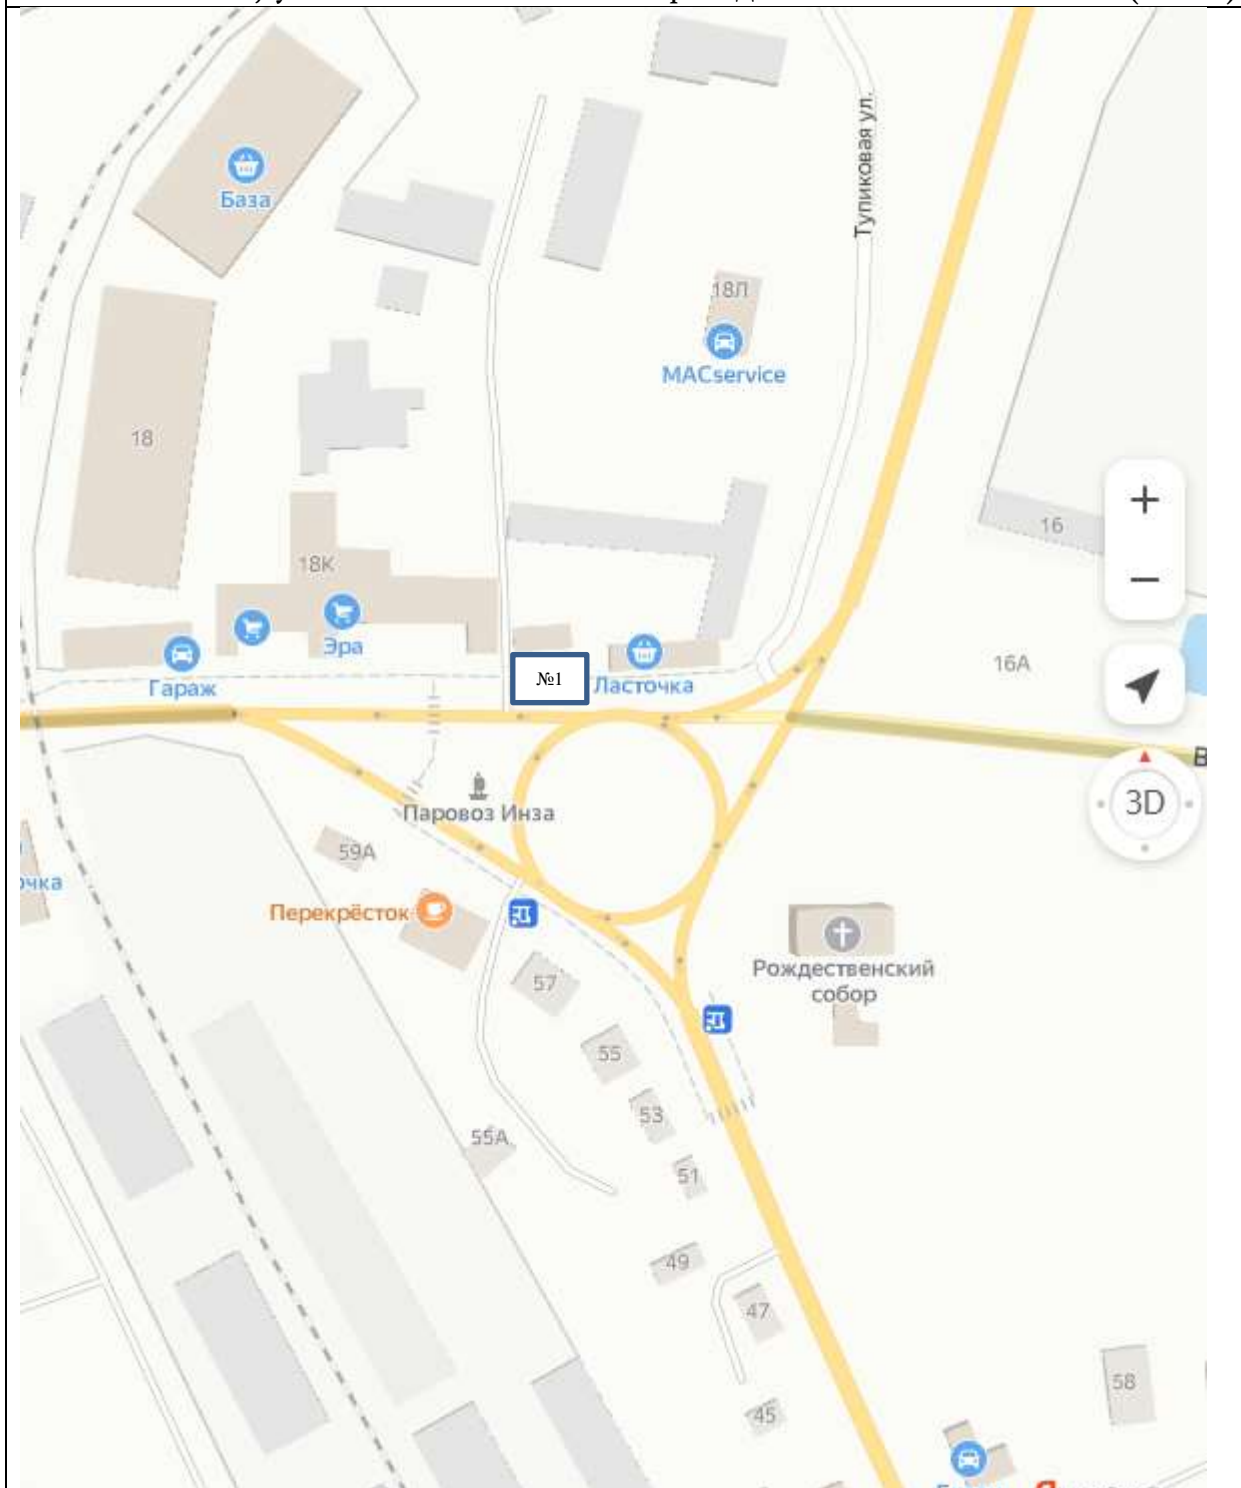 База
Тупиковая ул.
18Л
MACservice
18
16
18К
Эра
16А
№1
Гараж
Ласточка
3D
Паровоз Инза
59А
Перекрёсток
57
Рождественский
собор
55
53
55А
51
49
47
58
45